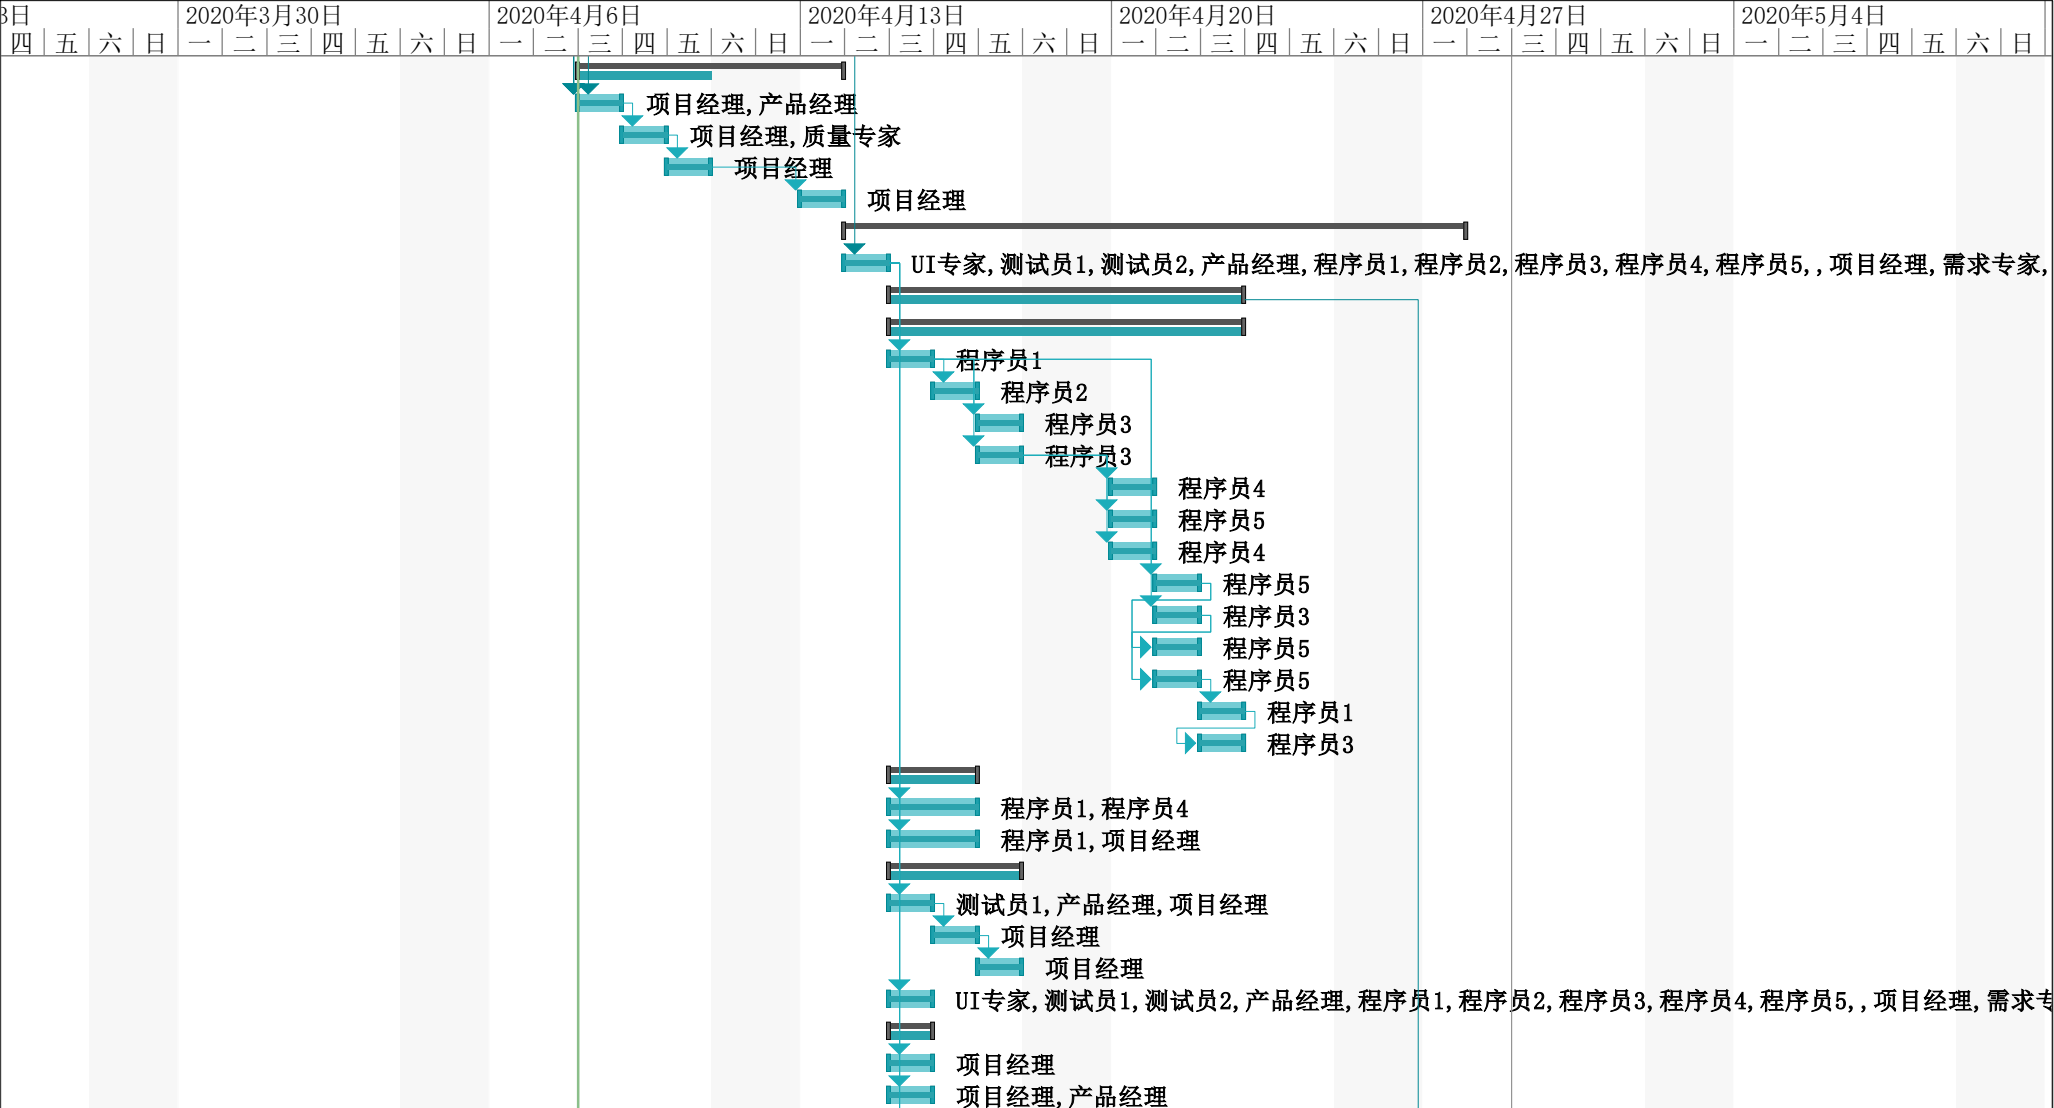 3日 2020年3月30日 2020年4月6日 2020年4月13日 2020年4月20日 2020年4月27日 2020年5月4日
四 五 六 日 一 二 三 四 五 六 日 一 二 三 四 五 六 日 一 二 三 四 五 六 日 一 二 三 四 五 六 日 一 二 三 四 五 六 日 一 二 三 四 五 六 日
项目经理,产品经理
项目经理,质量专家
项目经理
项目经理
UI专家,测试员1,测试员2,产品经理,程序员1,程序员2,程序员3,程序员4,程序员5,,项目经理,需求专家,
程序员1
程序员2
程序员3
程序员3
程序员4
程序员5
程序员4
程序员5
程序员3
程序员5
程序员5
程序员1
程序员3
程序员1,程序员4
程序员1,项目经理
测试员1,产品经理,项目经理
项目经理
项目经理
UI专家,测试员1,测试员2,产品经理,程序员1,程序员2,程序员3,程序员4,程序员5,,项目经理,需求专
项目经理
项目经理,产品经理